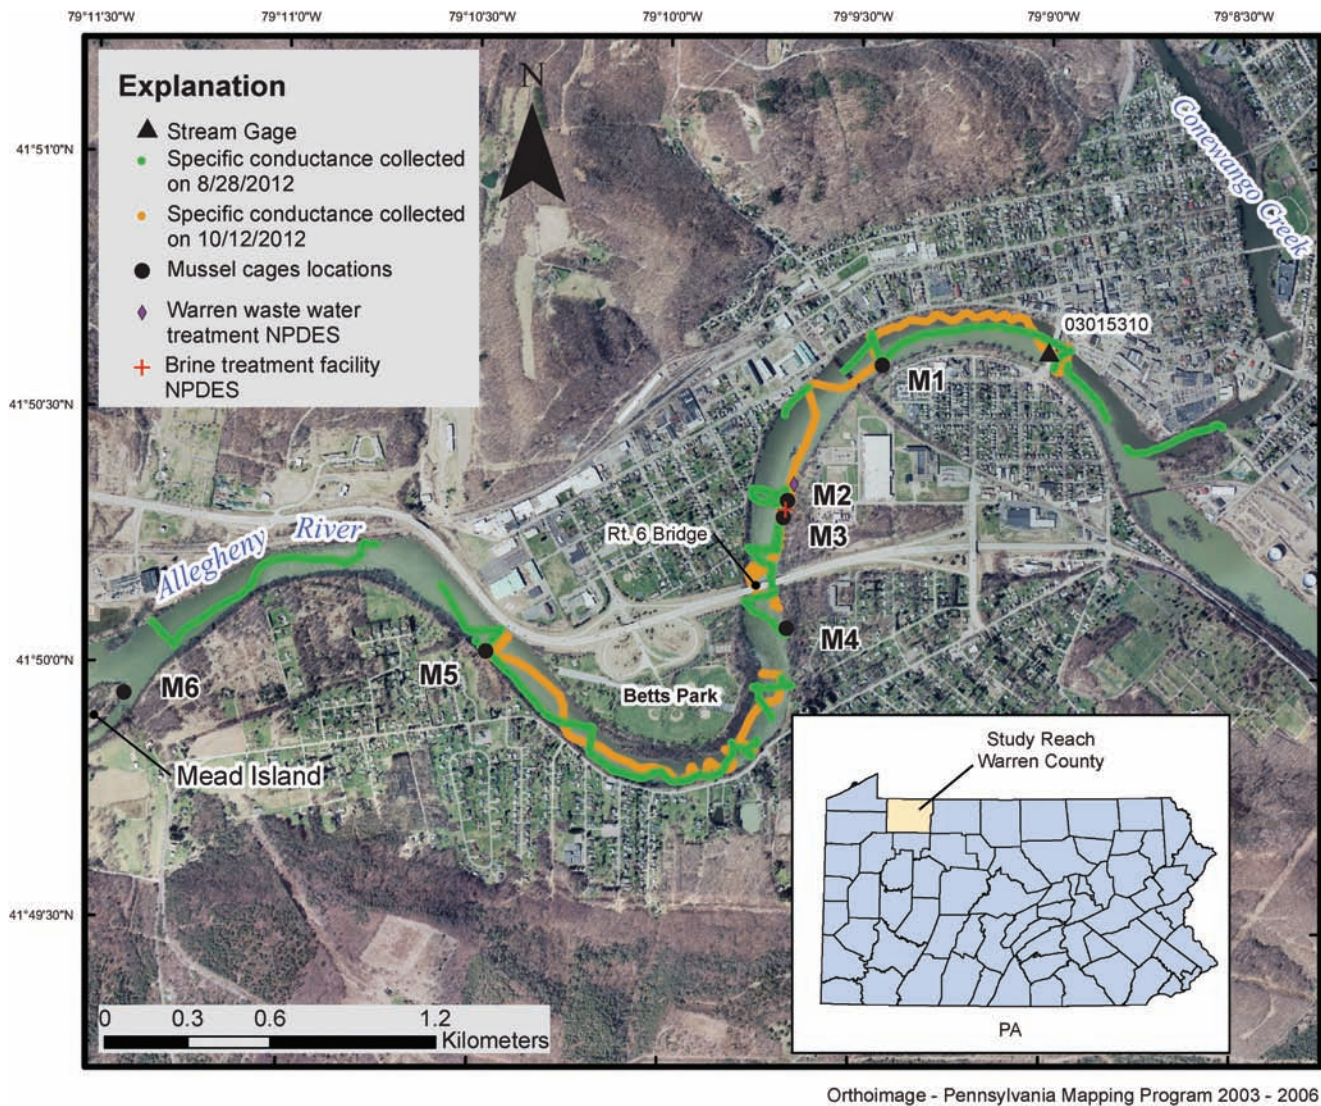 79°11'30"W 79°11'0"W 79°10'30"W 79°10'0"W 79°9'30"W 79°9'0"W 79°8'30"W
Explanation
Stream Gage
Specific conductance collected
on 8/28/2012
Specific conductance collected
on 10/12/2012
Mussel cages locations
Warren waste water
treatment NPDES
Brine treatment facility
NPDES
N
Conewango Creek
41°51'0"N
03015310
M1
41°50'30"N
M2
M3
Rt. 6 Bridge
Allegheny River
M4
41°50'0"N
M5
M6
Betts Park
Mead Island
Study Reach
Warren County
PA
41°49'30"N
0 0.3 0.6 1.2
Kilometers
Orthoimage - Pennsylvania Mapping Program 2003 - 2006